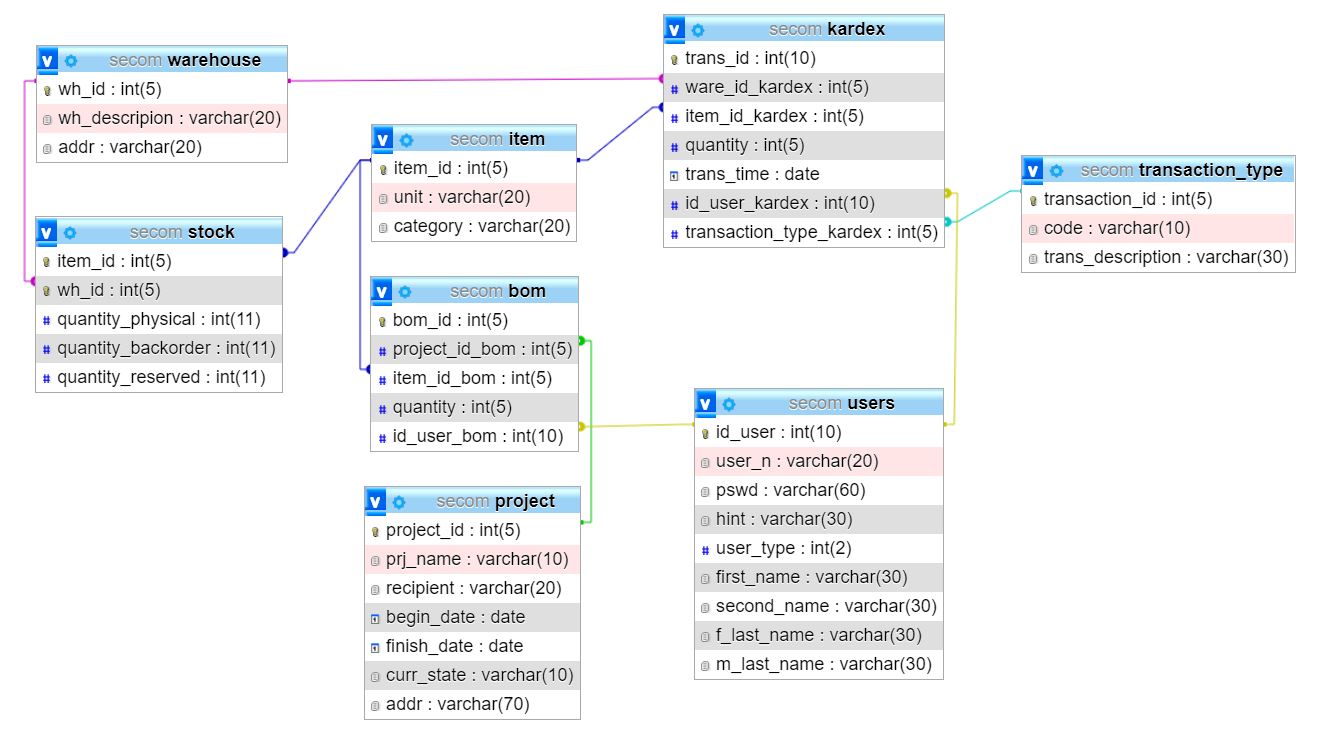 secom warehouse
wh_id : int(5)
wh_descripion : varchar(20)
addr : varchar(20)
secom stock
item_id : int(5)
wh_id : int(5)
quantity_physical : int(11)
quantity_backorder : int(11)
quantity_reserved : int(11)
secom item
item_id : int(5)
unit : varchar(20)
category : varchar(20)
secom bom
bom_id : int(5)
project_id_bom : int(5)
item_id_bom : int(5)
quantity : int(5)
id_user_bom : int(10)
secom project
project_id : int(5)
prj_name : varchar(10)
recipient : varchar(20)
begin_date : date
finish_date : date
curr_state : varchar(10)
addr : varchar(70)
secom kardex
trans_id : int(10)
ware_id_kardex : int(5)
item_id_kardex : int(5)
quantity : int(5)
trans_time : date
id_user_kardex : int(10)
transaction_type_kardex : int(5)
secom users
id_user : int(10)
user_n : varchar(20)
pswd : varchar(60)
hint : varchar(30)
user_type : int(2)
first_name : varchar(30)
second_name : varchar(30)
f_last_name : varchar(30)
m_last_name : varchar(30)
secom transaction_type
transaction_id : int(5)
code : varchar(10)
trans_description : varchar(30)